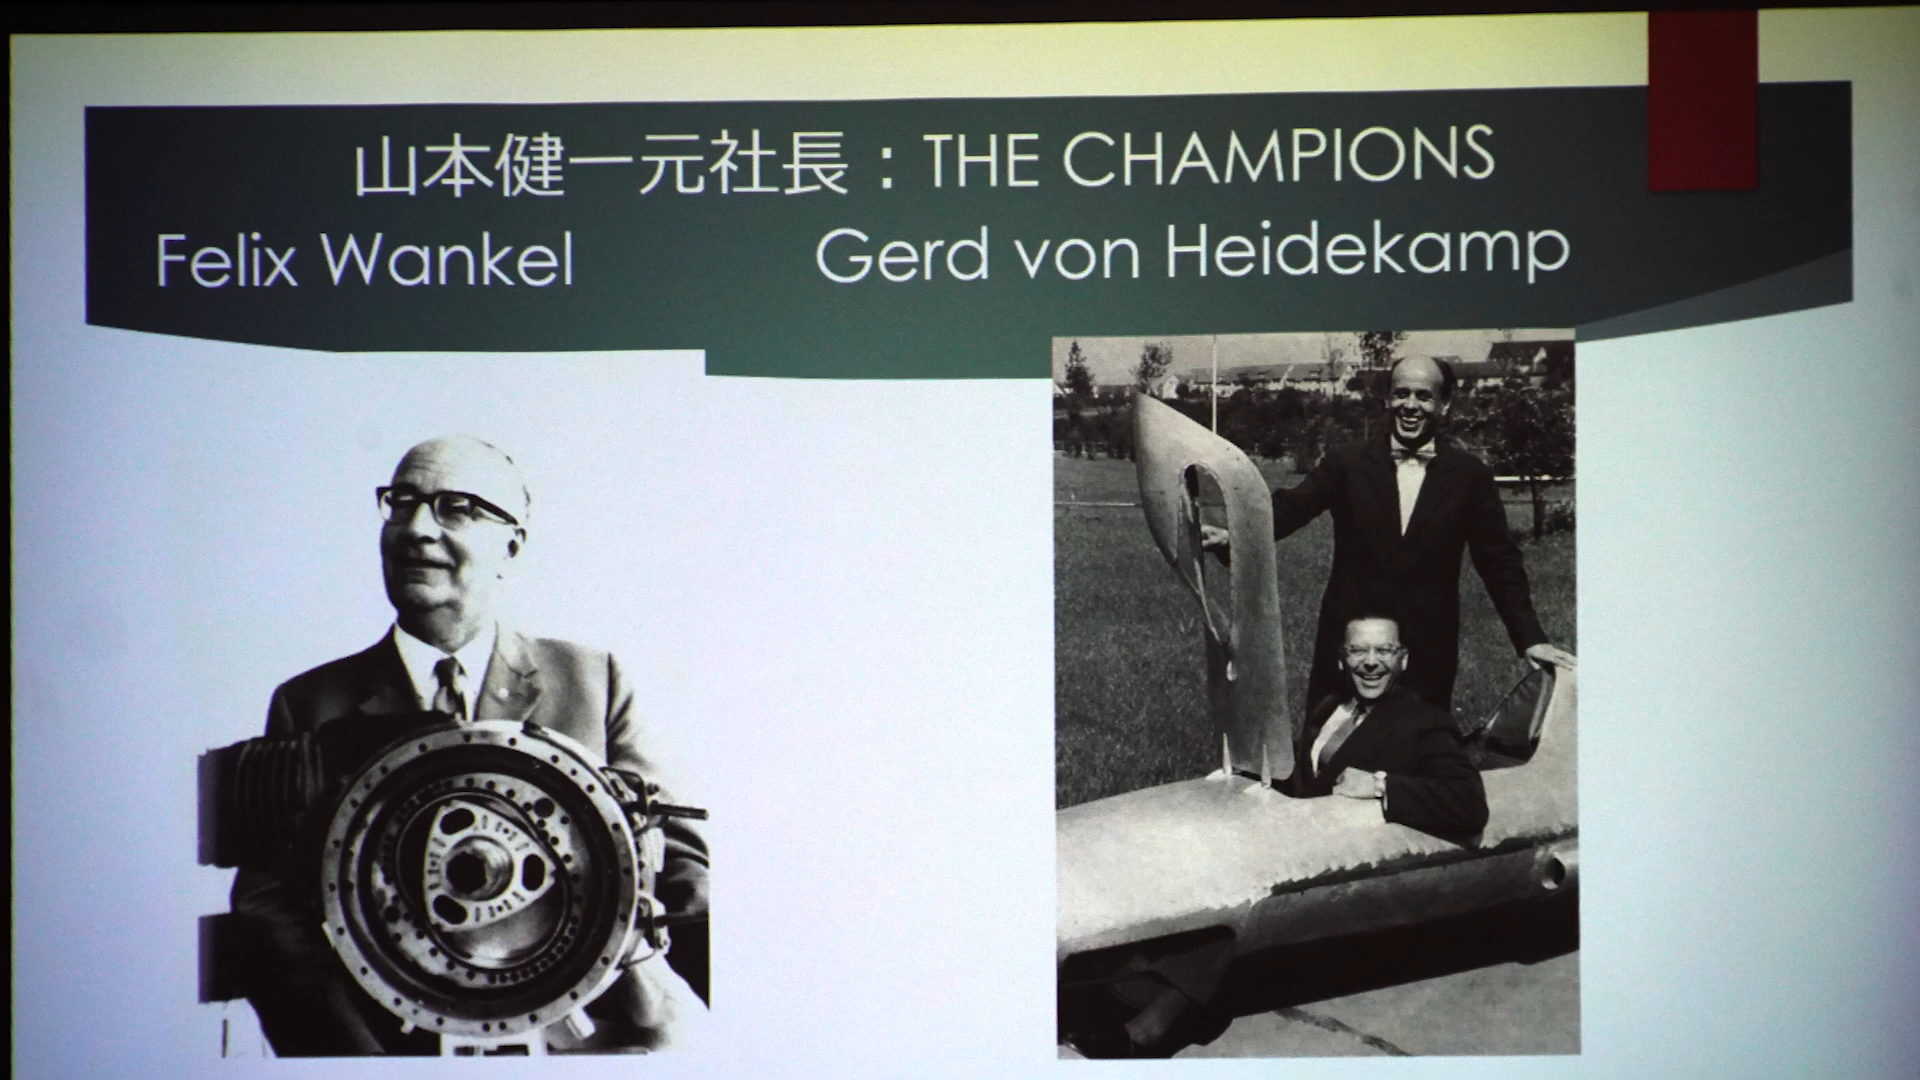 山本健一元社長：THE CHAMPIONS
Felix Wankel Gerd von Heidekamp